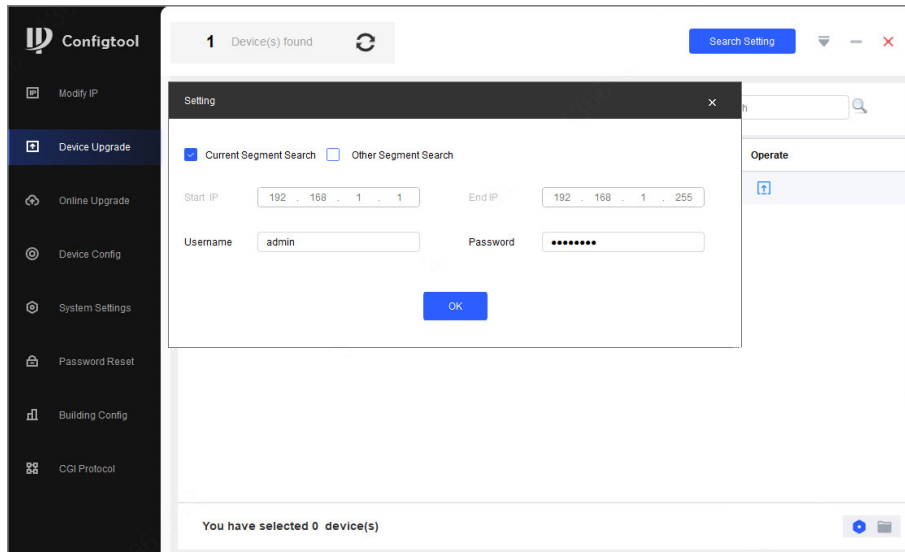 Configtool
1 Device(s) found
Search Setting
Modify IP
Device Upgrade
Online Upgrade
Device Config
System Settings
Password Reset
Building Config
CGI Protocol
Setting
Current Segment Search
Other Segment Search
Start IP 192 . 168 . 1 . 1
End IP 192 . 168 . 1 . 255
Username admin
Password ●●●●●●●●
OK
h
Operate
You have selected 0 device(s)